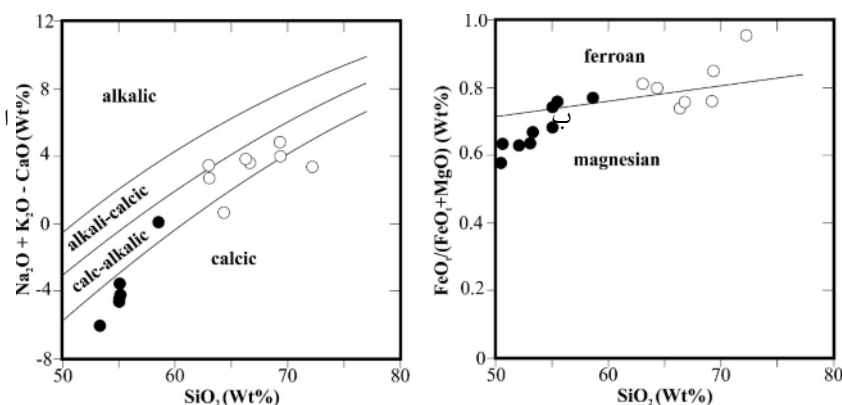 12
8
4
0
-4
-8
Na₂O + K₂O - CaO (Wt%)
alkalic
alkali-calcic
calc-alkalic
calcic
50 60 70 80
SiO₂ (Wt%)
1.0
0.8
0.6
0.4
0.2
0
FeOₜ/(FeOₜ+MgO) (Wt%)
ferroan
magnesian
50 60 70 80
SiO₂ (Wt%)